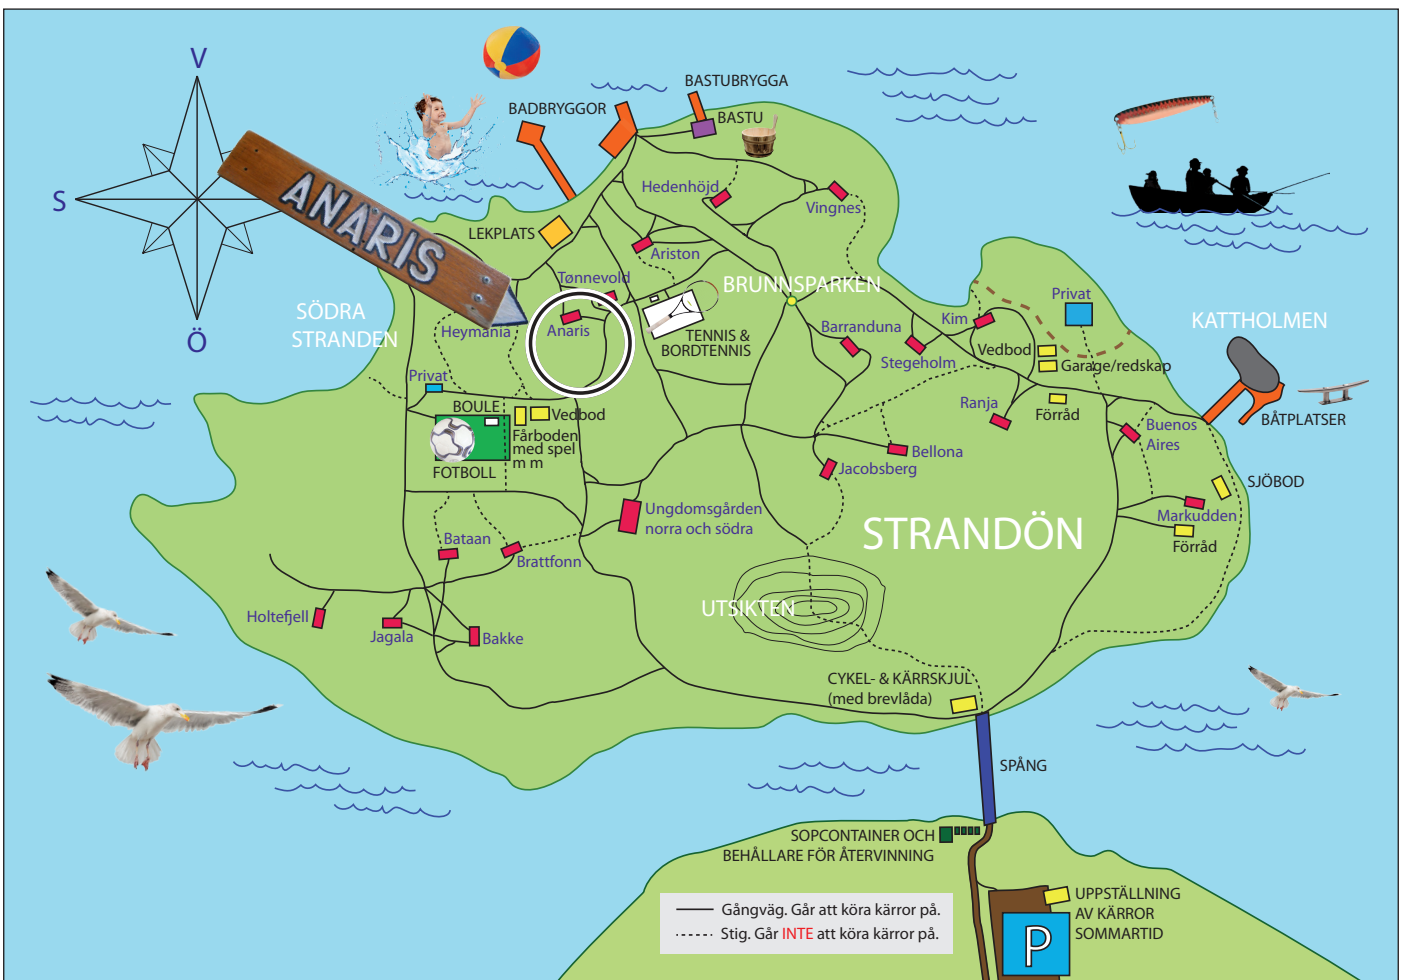 V
S
Ö
ANARIS
BADBRYGGOR
BASTUBRYGGA
BASTU
LEKPLATS
Hedenhöjd
Vingnes
Ariston
Tønnevold
BRUNNSPARKEN
SÖDRA
STRANDEN
Heymania
Anaris
TENNIS &
BORDTENNIS
Barranduna
Stegeholm
Kim
Privat
Vedbod
Garage/redskap
KATTHOLMEN
BÅTPLATSER
Privat
BOULE
Vedbod
Fårboden
med spel
m m
FOTBOLL
Ranja
Förråd
Buenos
Aires
Bellona
Jacobsberg
SJÖBOD
Markudden
Förråd
Ungdomsgården
norra och södra
STRANDÖN
Bataan
Brattfonn
Holtefjell
Jagala
Bakke
UTSIKTEN
CYKEL- & KÄRRSKJUL
(med brevlåda)
SPÅNG
SOPCONTAINER OCH
BEHÅLLARE FÖR ÅTERVINNING
UPPSTÄLLNING
AV KÄRROR
SOMMARTID
P
Gångväg. Går att köra kärror på.
Stig. Går INTE att köra kärror på.